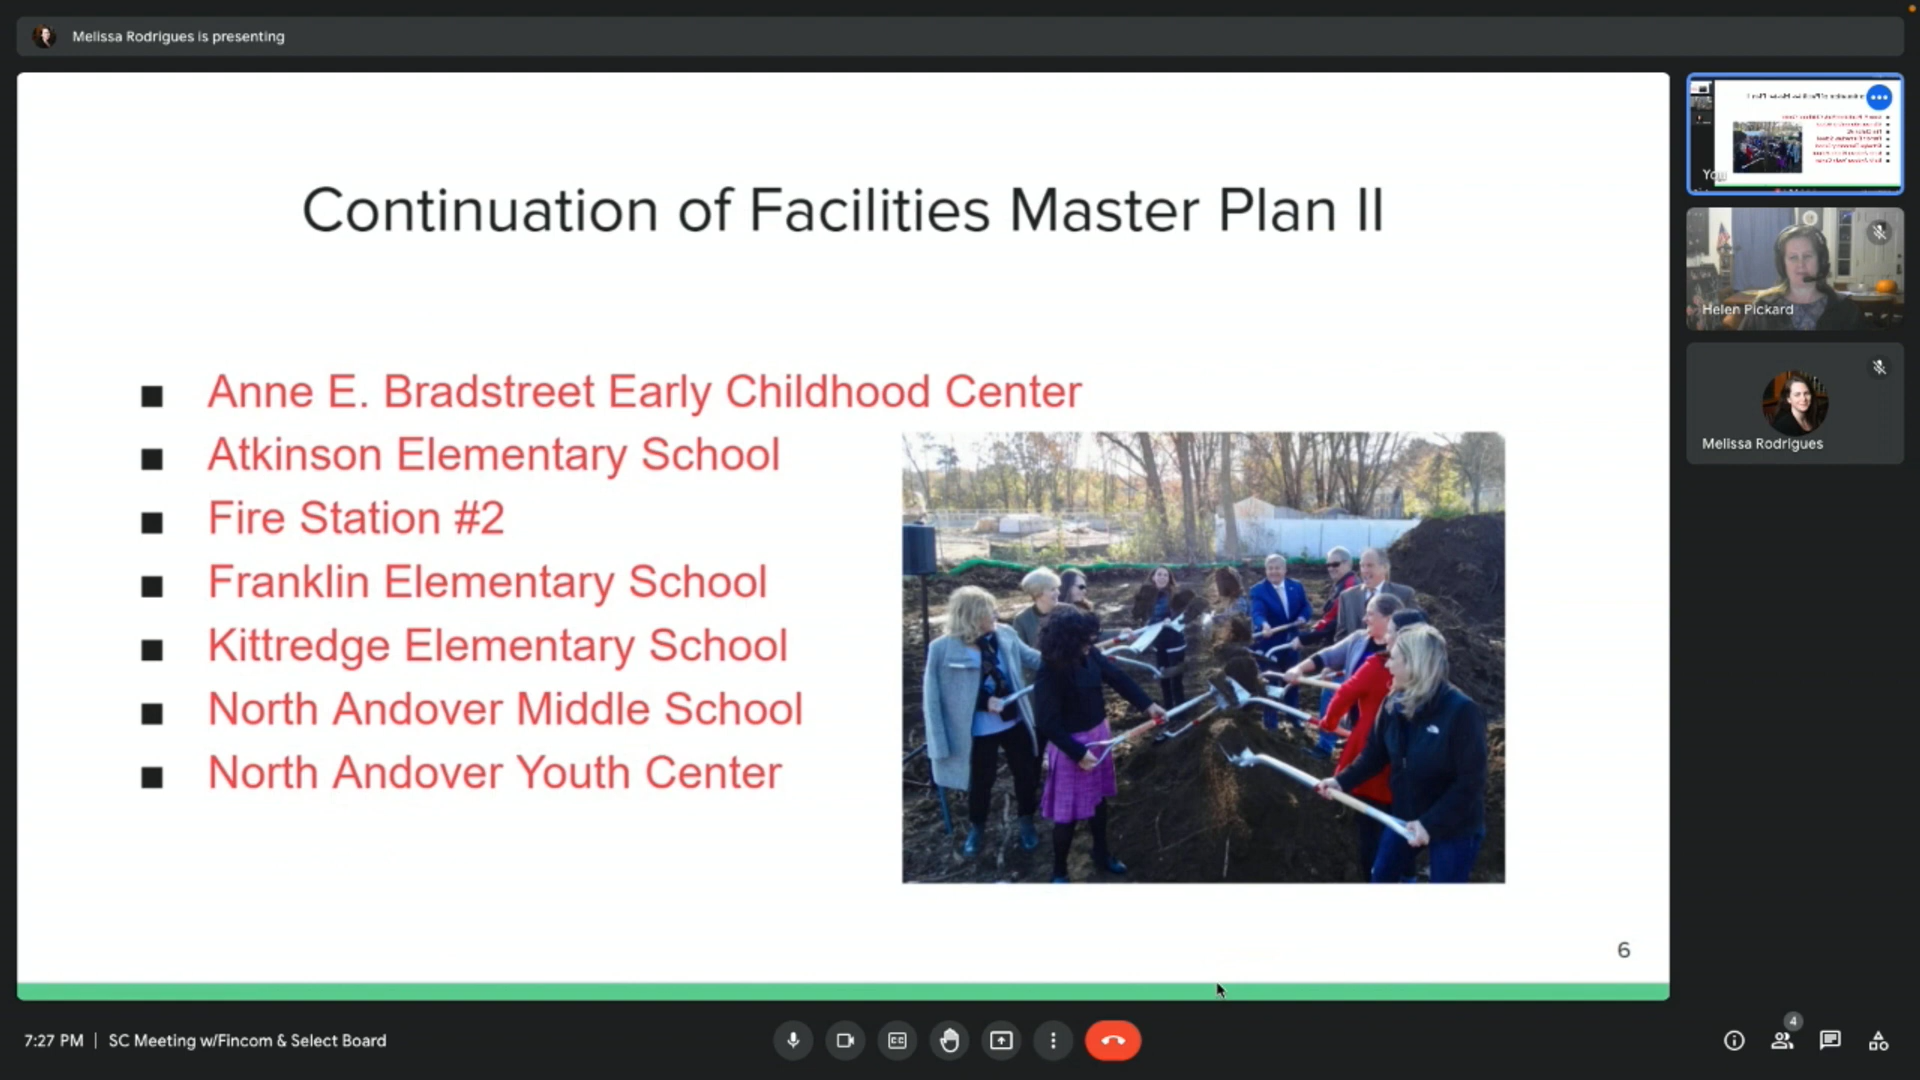 Melissa Rodrigues is presenting
Continuation of Facilities Master Plan II
Anne E. Bradstreet Early Childhood Center
Atkinson Elementary School
Fire Station #2
Franklin Elementary School
Kittredge Elementary School
North Andover Middle School
North Andover Youth Center
6
You
Helen Pickard
Melissa Rodrigues
7:27 PM | SC Meeting w/Fincom & Select Board
CC
4